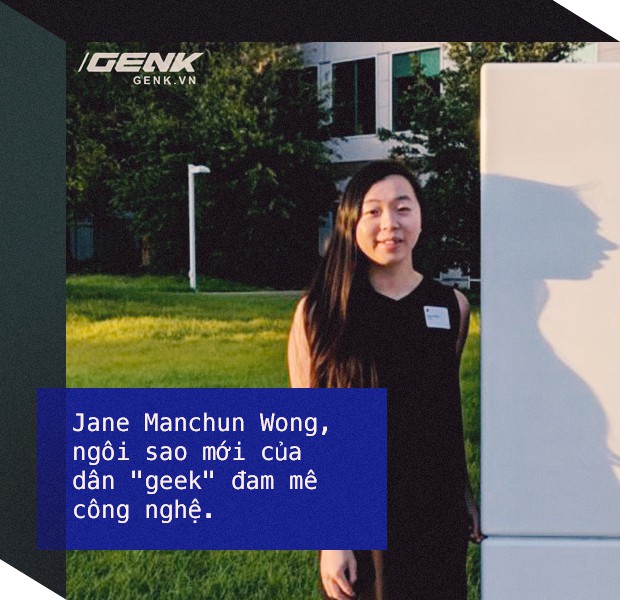 GENK
GENK.VN
Jane Manchun Wong,
ngôi sao mới của
dân "geek" đam mê
công nghệ.